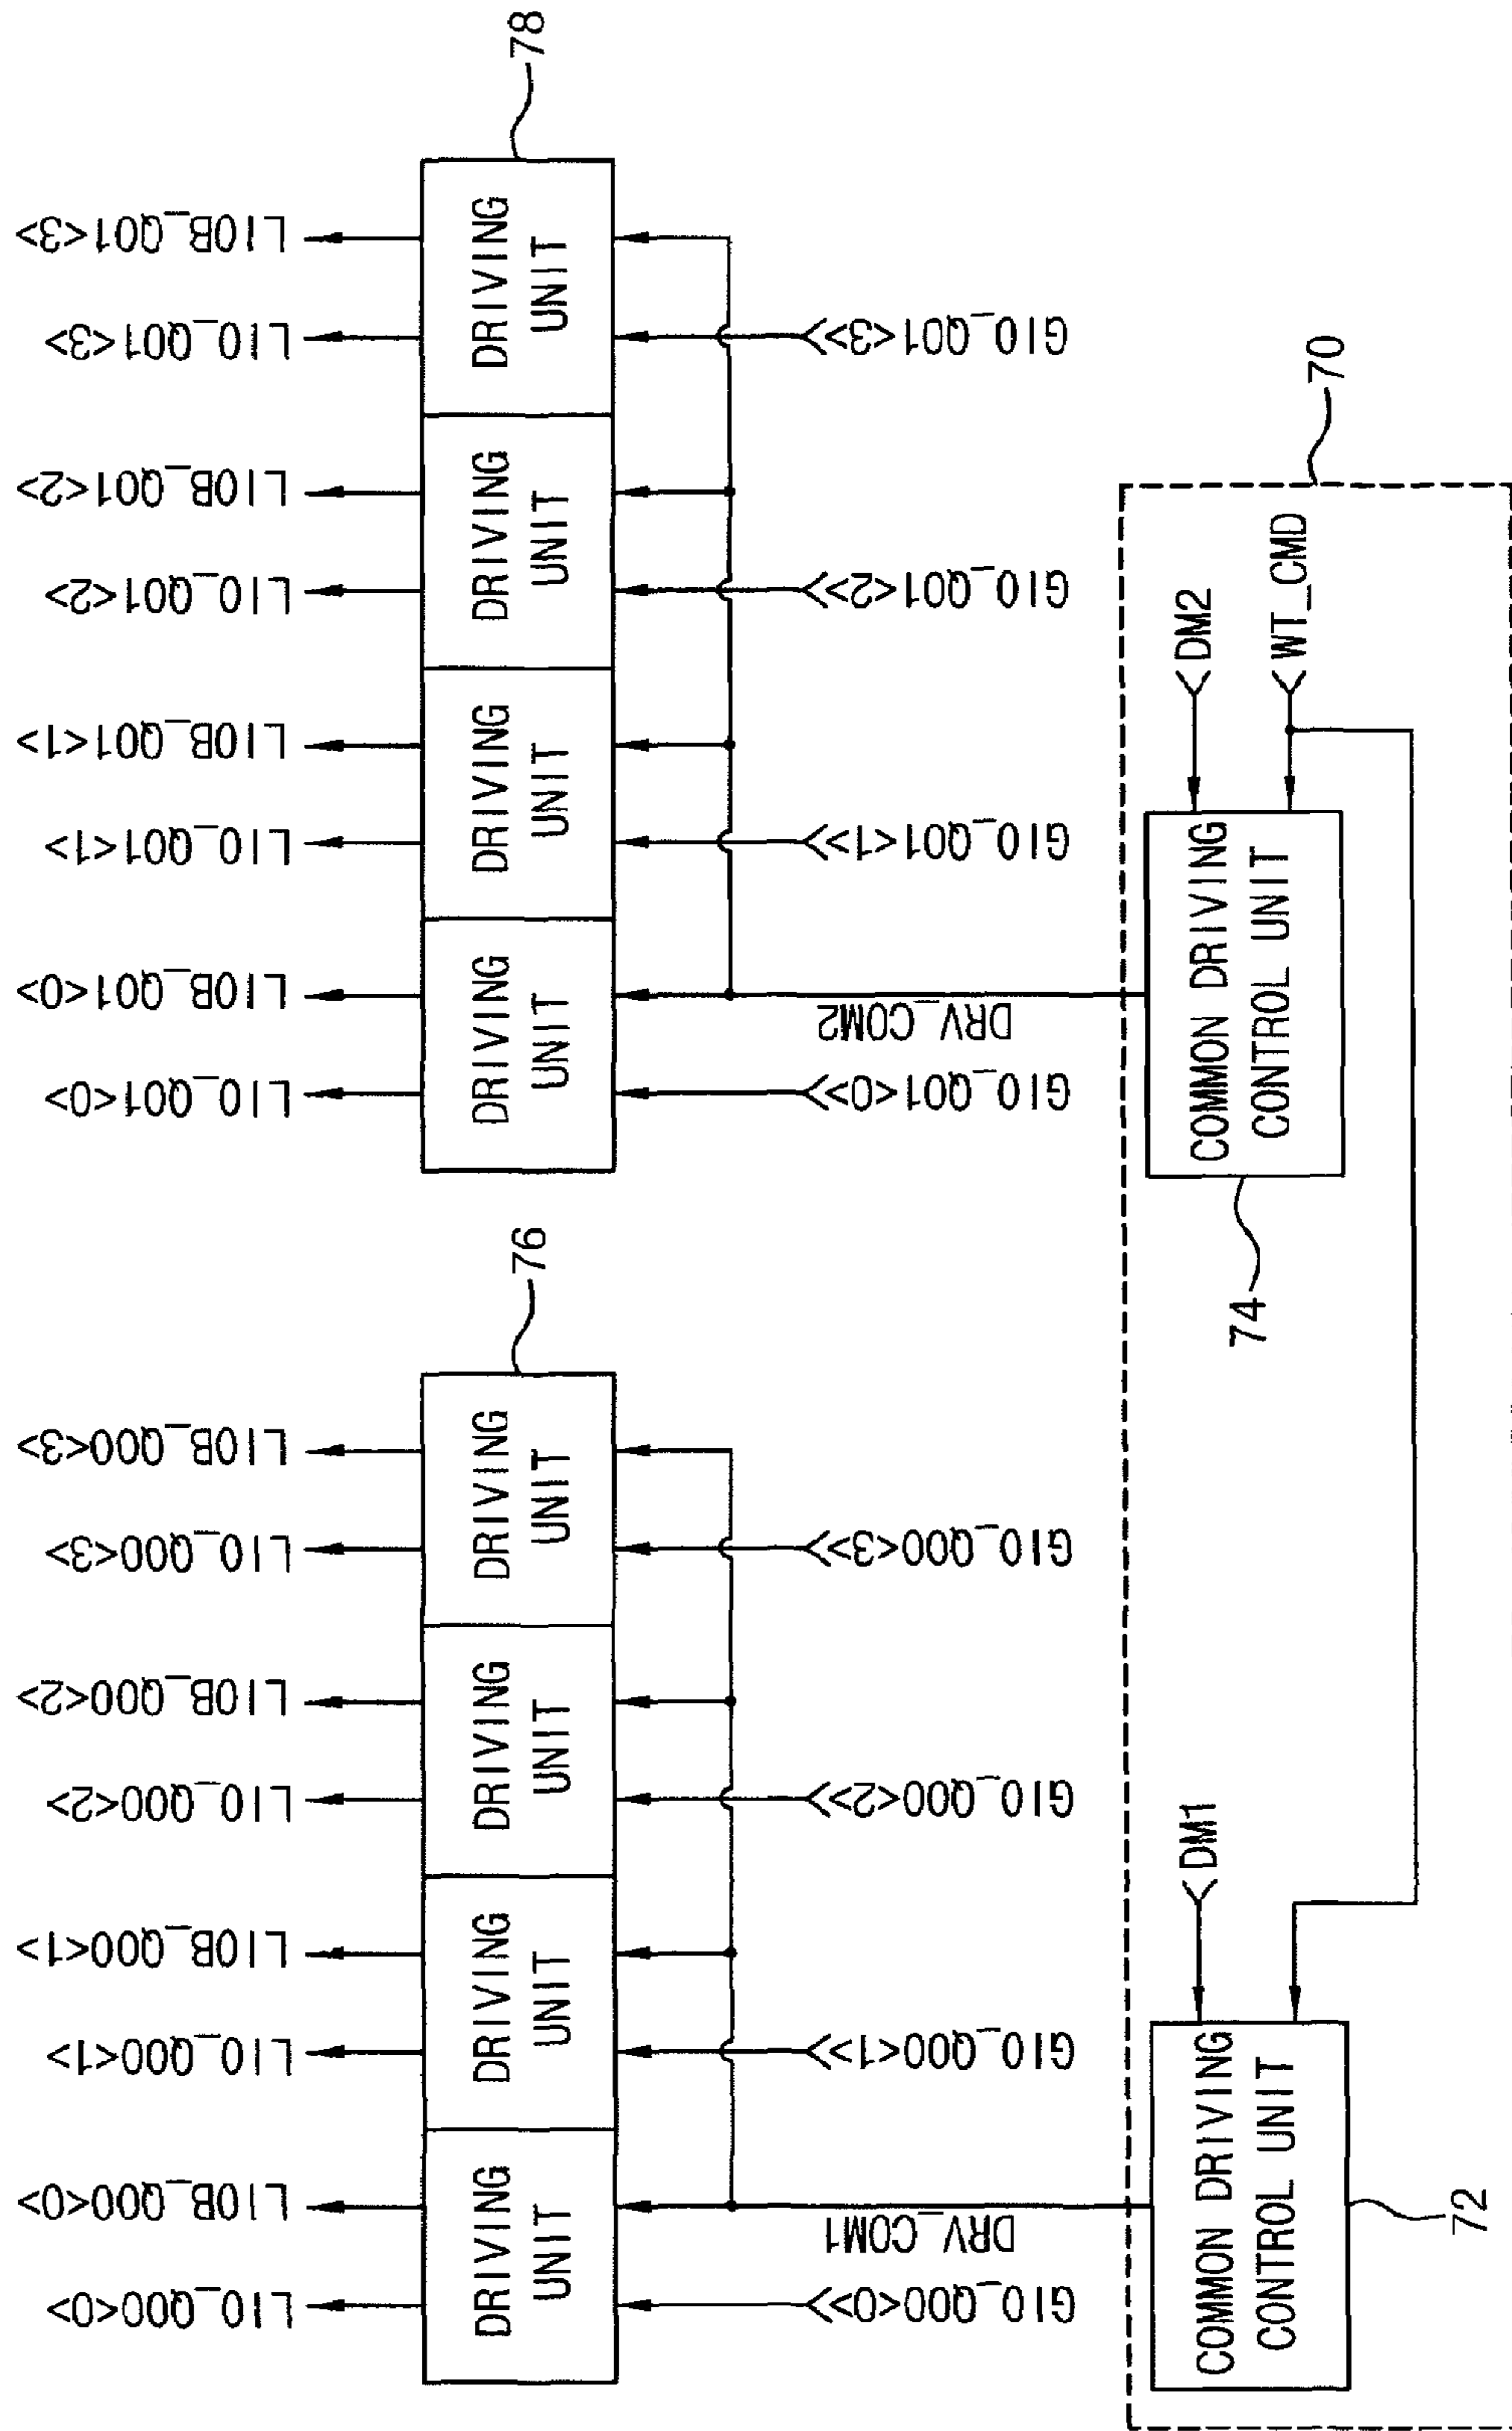 LIO_Q00<0>
LIOB_Q00<0>
LIO_Q00<1>
LIOB_Q00<1>
LIO_Q00<2>
LIOB_Q00<2>
LIO_Q00<3>
LIOB_Q00<3>
LIO_Q01<0>
LIOB_Q01<0>
LIO_Q01<1>
LIOB_Q01<1>
LIO_Q01<2>
LIOB_Q01<2>
LIO_Q01<3>
LIOB_Q01<3>
DRIVING
UNIT
DRIVING
UNIT
DRIVING
UNIT
DRIVING
UNIT
76
DRIVING
UNIT
DRIVING
UNIT
DRIVING
UNIT
DRIVING
UNIT
78
GIO_Q00<0>
DRV_COM1
GIO_Q00<1>
GIO_Q00<2>
GIO_Q00<3>
GIO_Q01<0>
DRV_COM2
GIO_Q01<1>
GIO_Q01<2>
GIO_Q01<3>
70
COMMON DRIVING
CONTROL UNIT
72
DM1
COMMON DRIVING
CONTROL UNIT
74
DM2
WT_CMD